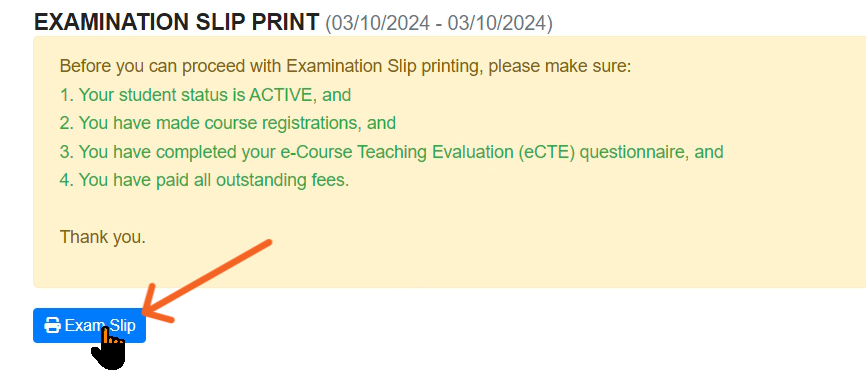 EXAMINATION SLIP PRINT (03/10/2024 - 03/10/2024)
Before you can proceed with Examination Slip printing, please make sure:
1. Your student status is ACTIVE, and
2. You have made course registrations, and
3. You have completed your e-Course Teaching Evaluation (eCTE) questionnaire, and
4. You have paid all outstanding fees.
Thank you.
Exam Slip